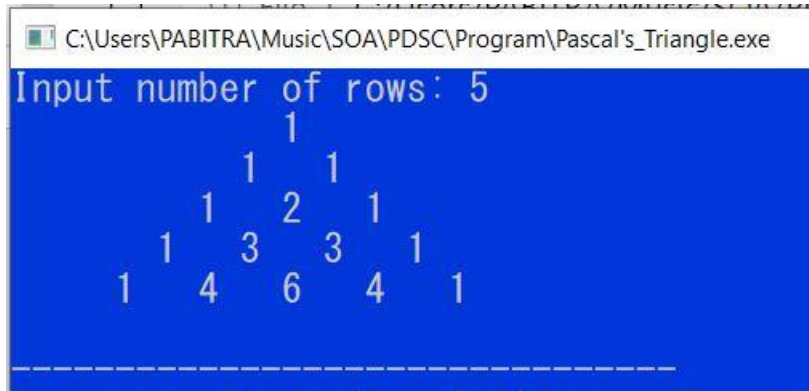 C:\Users\PABITRA\Music\SOA\PDSC\Program\Pascal's_Triangle.exe
Input number of rows: 5
1
1 1
1 2 1
1 3 3 1
1 4 6 4 1
--------------------------------